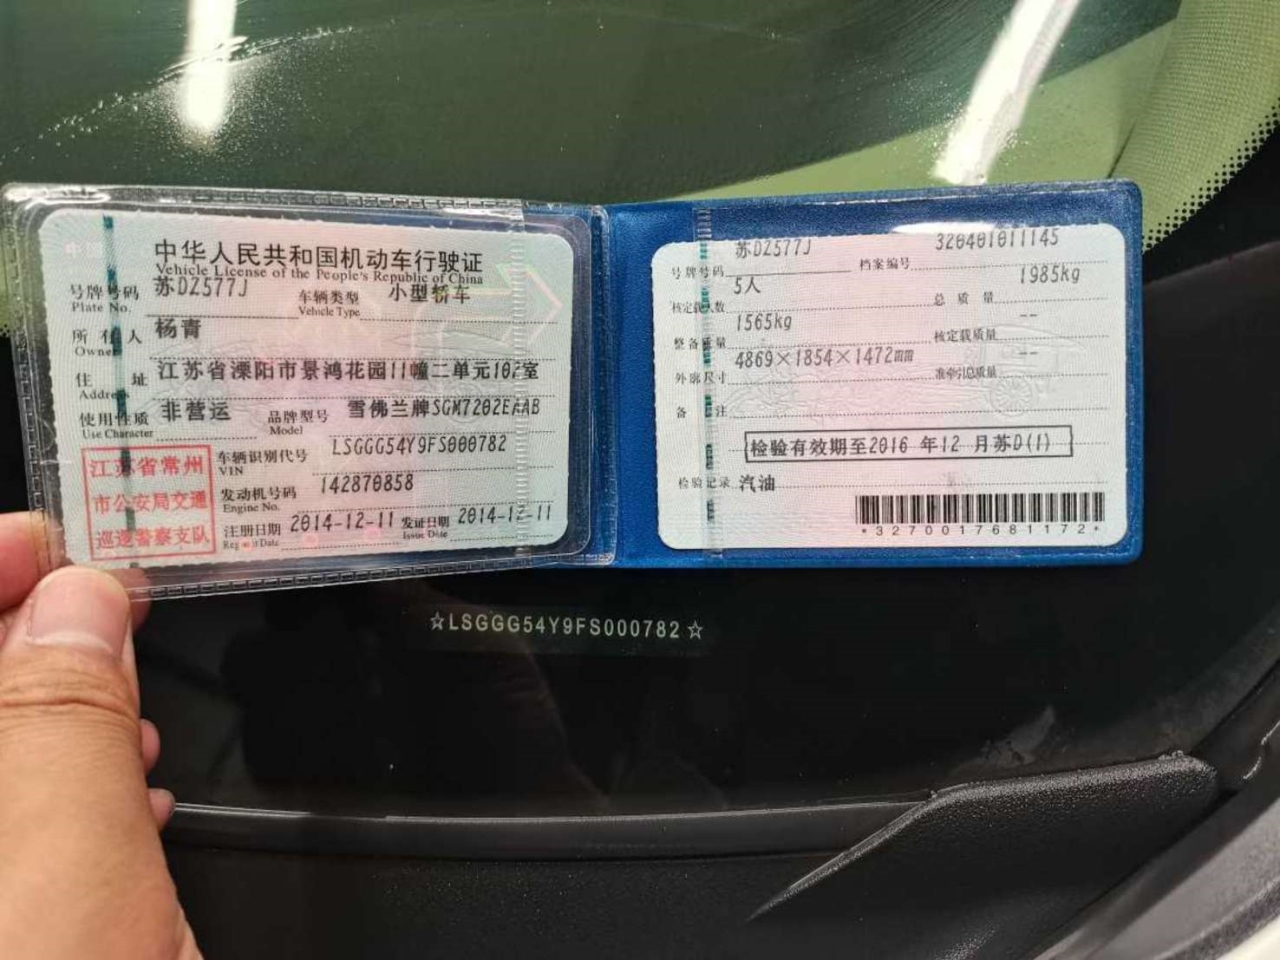 中华人民共和国机动车行驶证
Vehicle License of the People's Republic of China
号牌号码 苏DZ577J 车辆类型 小型轿车
Plate No. Vehicle Type
所有人 杨青
Owner
住址 江苏省溧阳市景鸿花园11幢二单元102室
Address
使用性质 非营运 品牌型号 雪佛兰牌SGM7202EAAB
Use Character Model
江苏省常州
市公安局交通
巡逻警察支队
车辆识别代号 LSGGG54Y9FS000782
VIN
发动机号码 142870858
Engine No.
注册日期 2014-12-11 发证日期 2014-12-11
Register Date Issue Date
号牌号码 苏DZ577J 档案编号 320401011145
核定载人数 5人 总质量 1985kg
整备质量 1565kg 核定载质量 --
外廓尺寸 4869×1854×1472mm 准牵引总质量 --
备注
检验有效期至2016 年12 月苏D(1)
检验记录 汽油
*3270017681172*
☆LSGGG54Y9FS000782☆